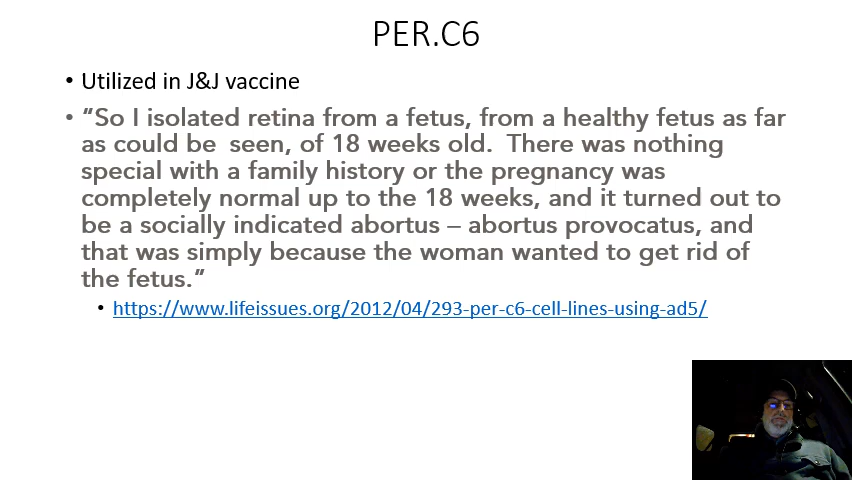 PER.C6
• Utilized in J&J vaccine
• “So I isolated retina from a fetus, from a healthy fetus as far
as could be seen, of 18 weeks old. There was nothing
special with a family history or the pregnancy was
completely normal up to the 18 weeks, and it turned out to
be a socially indicated abortus – abortus provocatus, and
that was simply because the woman wanted to get rid of
the fetus.”
• https://www.lifeissues.org/2012/04/293-per-c6-cell-lines-using-ad5/